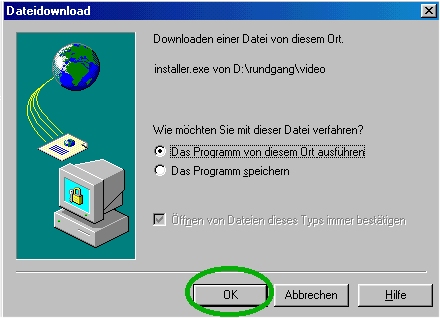 Dateidownload
Downloaden einer Datei von diesem Ort.
installer.exe von D:\rundgang\video
Wie möchten Sie mit dieser Datei verfahren?
Das Programm von diesem Ort ausführen
Das Programm speichern
Öffnen von Dateien dieses Typs immer bestätigen
OK Abbrechen Hilfe